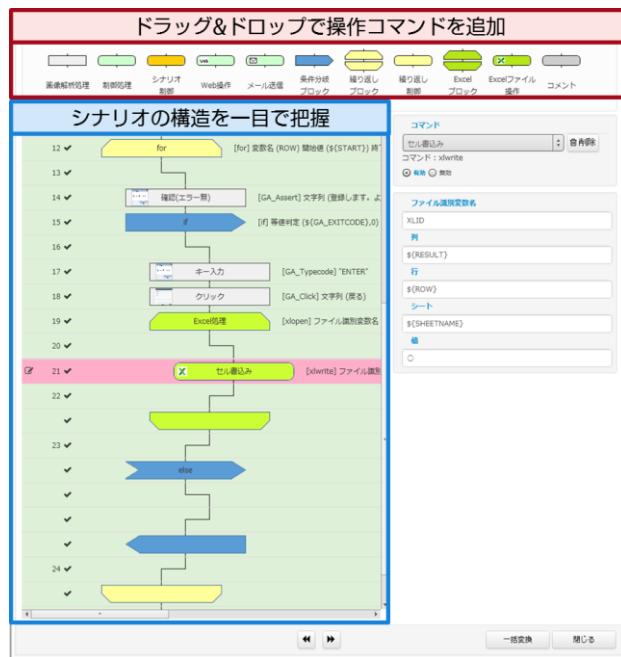 ドラッグ&ドロップで操作コマンドを追加
画像解析処理
制御処理
シナリオ
制御
Web
Web操作
メール送信
条件分岐
ブロック
繰り返し
ブロック
繰り返し
制御
Excel
ブロック
Excelファイル
操作
コメント
シナリオの構造を一目で把握
12 for [for] 変数名 (ROW) 開始値 (${START}) 終
13
14 確認(エラー無) [GA_Assert] 文字列 (登録します。よ
15 if [if] 等値判定 (${GA_EXITCODE},0)
16
17 キー入力 [GA_Typecode] "ENTER"
18 クリック [GA_Click] 文字列 (戻る)
19 Excel処理 [xlopen] ファイル識別変数名
20
21 セル書込み [xlwrite] ファイル識別
22
23
else
24
コマンド
セル書込み 削除
コマンド : xlwrite
有効 無効
ファイル識別変数名
XLID
列
${RESULT}
行
${ROW}
シート
${SHEETNAME}
値
○
一括変換 閉じる